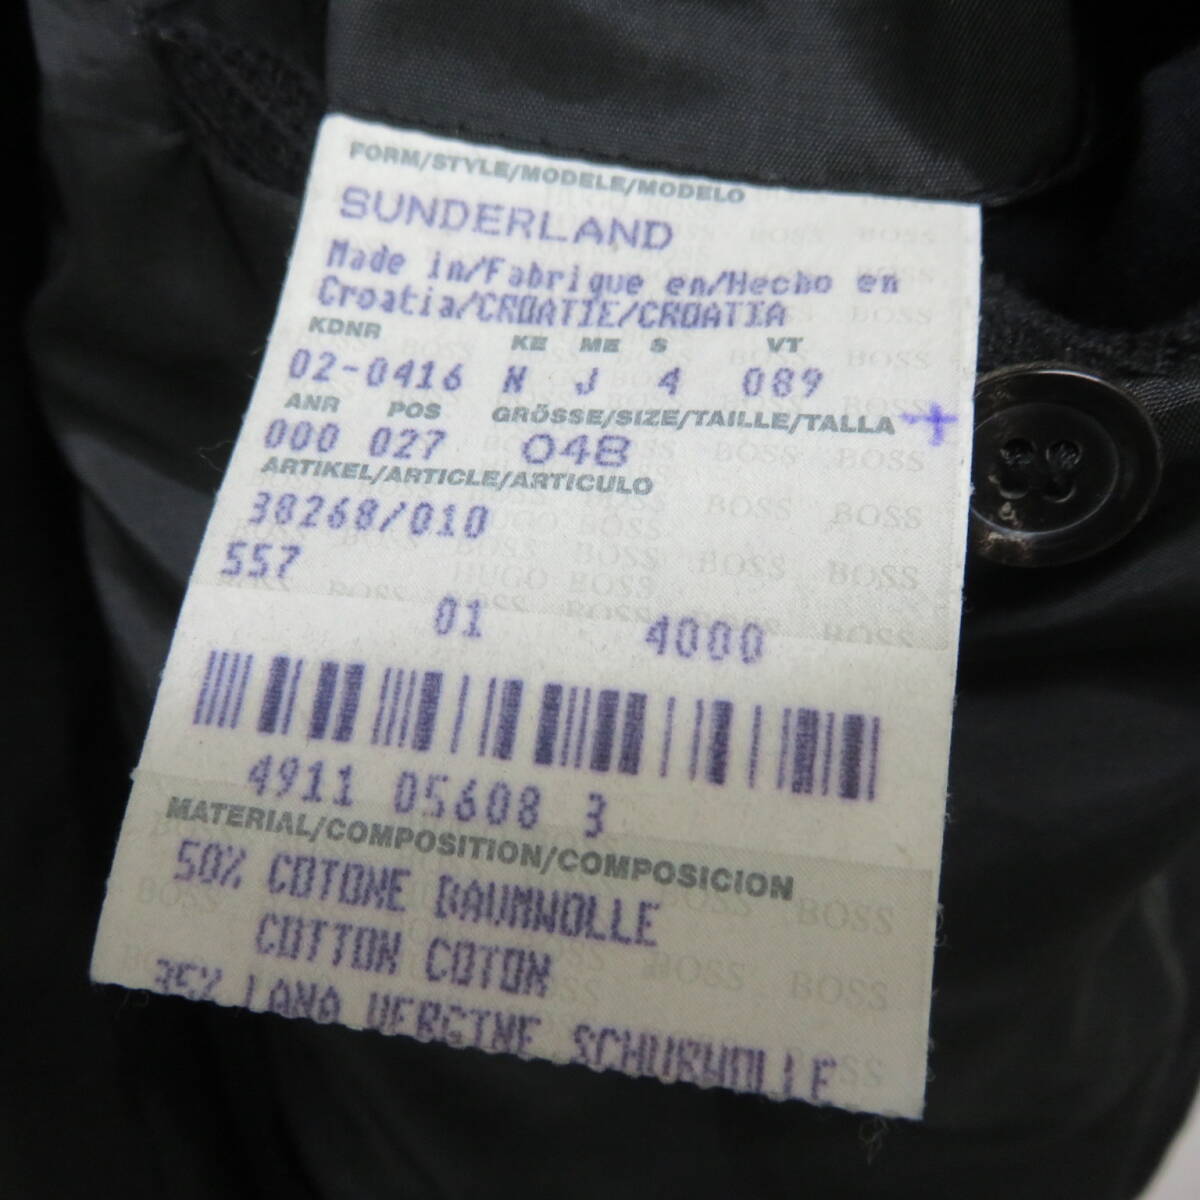 FORM/STYLE/MODELE/MODELO
SUNDERLAND
Made in/Fabrique en/Hecho en
Croatia/CROATIE/CROATIA
KDNR KE ME S VT
02-0416 N J 4 089
ANR POS GRÖSSE/SIZE/TAILLE/TALLA
000 027 048
ARTIKEL/ARTICLE/ARTICULO
38268/010
557
HUGO BOSS
01 4000
4911 05608 3
MATERIAL/COMPOSITION/COMPOSICION
50% COTONE BAUMWOLLE
COTTON COTON
35% LANA VERGINE SCHURWOLLE